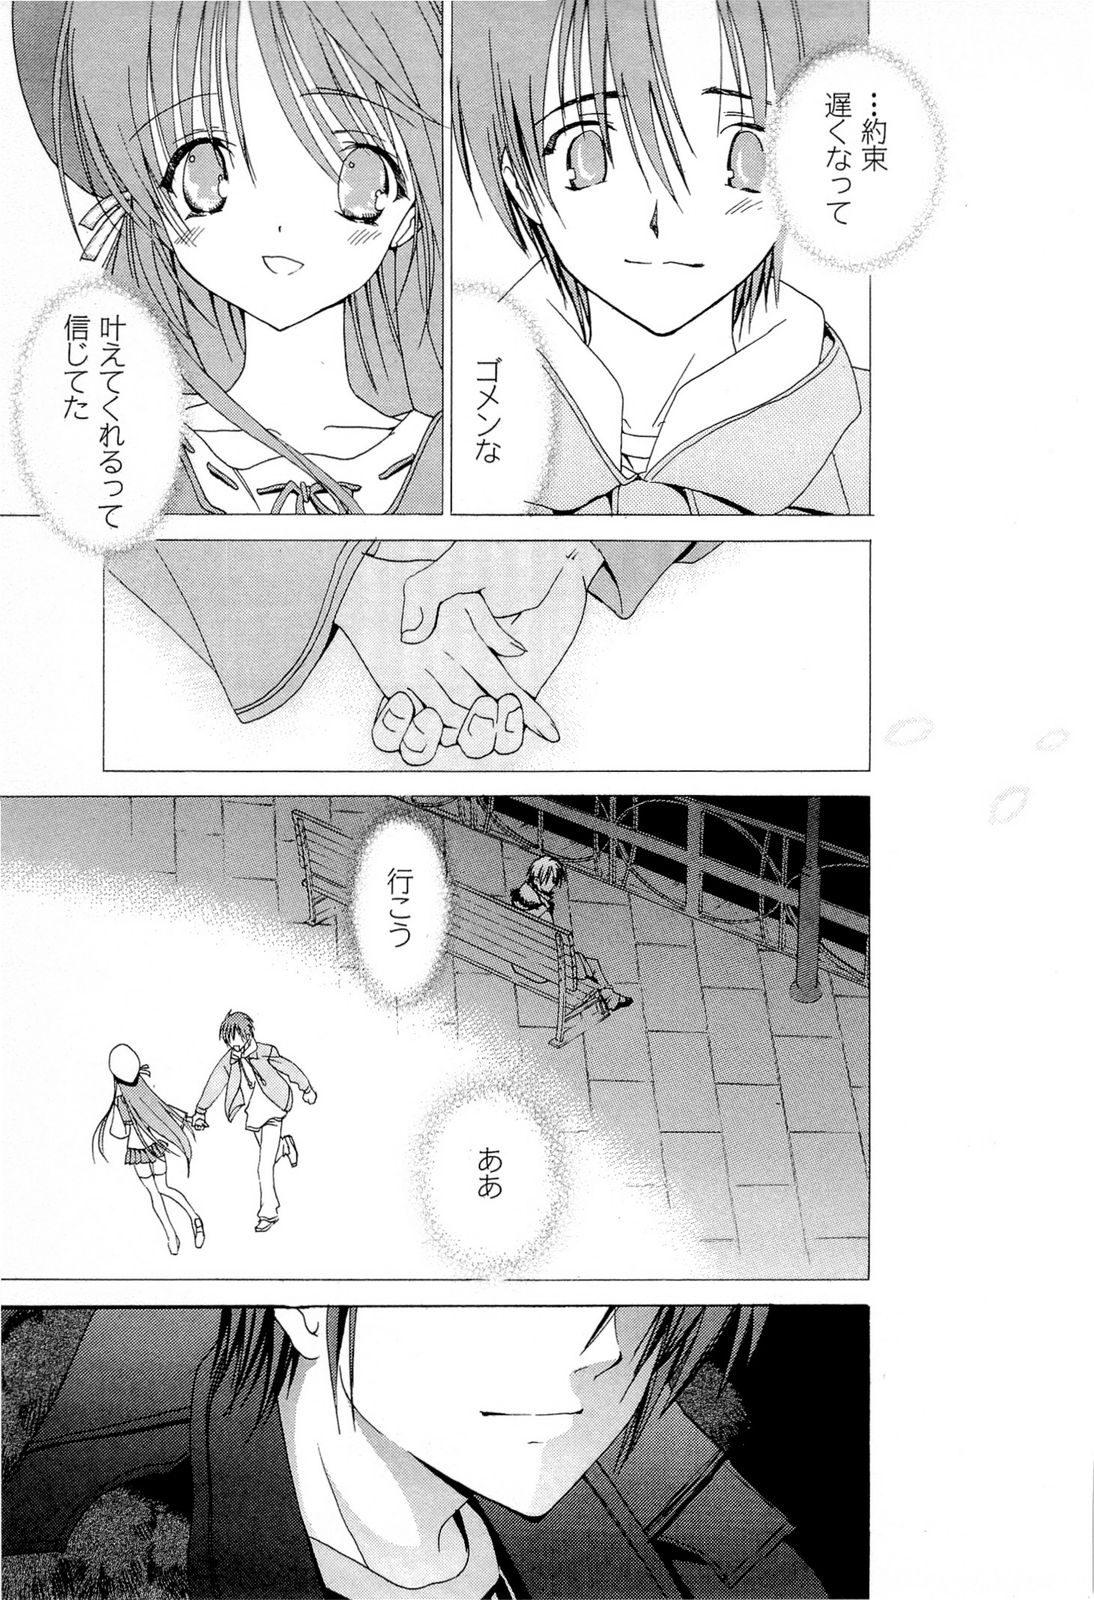 …約束
遅くなって
ゴメンな
叶えてくれるって
信じてた
行こう
ああ